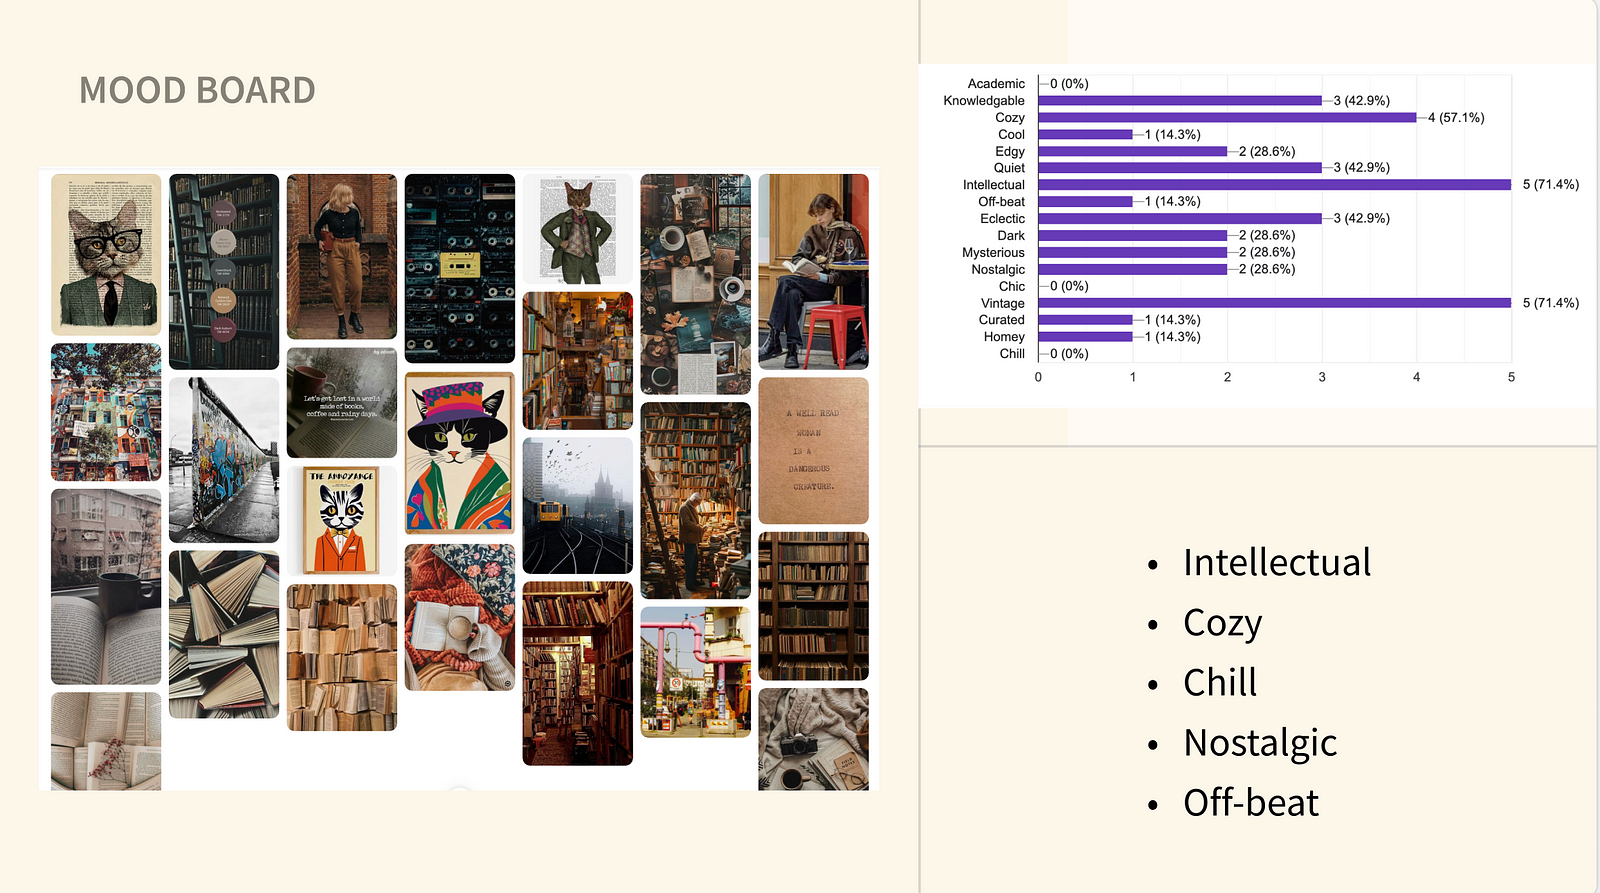 MOOD BOARD
Let's get lost in a world
made of books,
coffee and rainy days.
THE ANNOYANCE
A WELL READ
WOMAN
IS A
DANGEROUS
CREATURE.
Academic 0 (0%)
Knowledgable 3 (42.9%)
Cozy 4 (57.1%)
Cool 1 (14.3%)
Edgy 2 (28.6%)
Quiet 3 (42.9%)
Intellectual 5 (71.4%)
Off-beat 1 (14.3%)
Eclectic 3 (42.9%)
Dark 2 (28.6%)
Mysterious 2 (28.6%)
Nostalgic 2 (28.6%)
Chic 0 (0%)
Vintage 5 (71.4%)
Curated 1 (14.3%)
Homey 1 (14.3%)
Chill 0 (0%)
0 1 2 3 4 5
• Intellectual
• Cozy
• Chill
• Nostalgic
• Off-beat